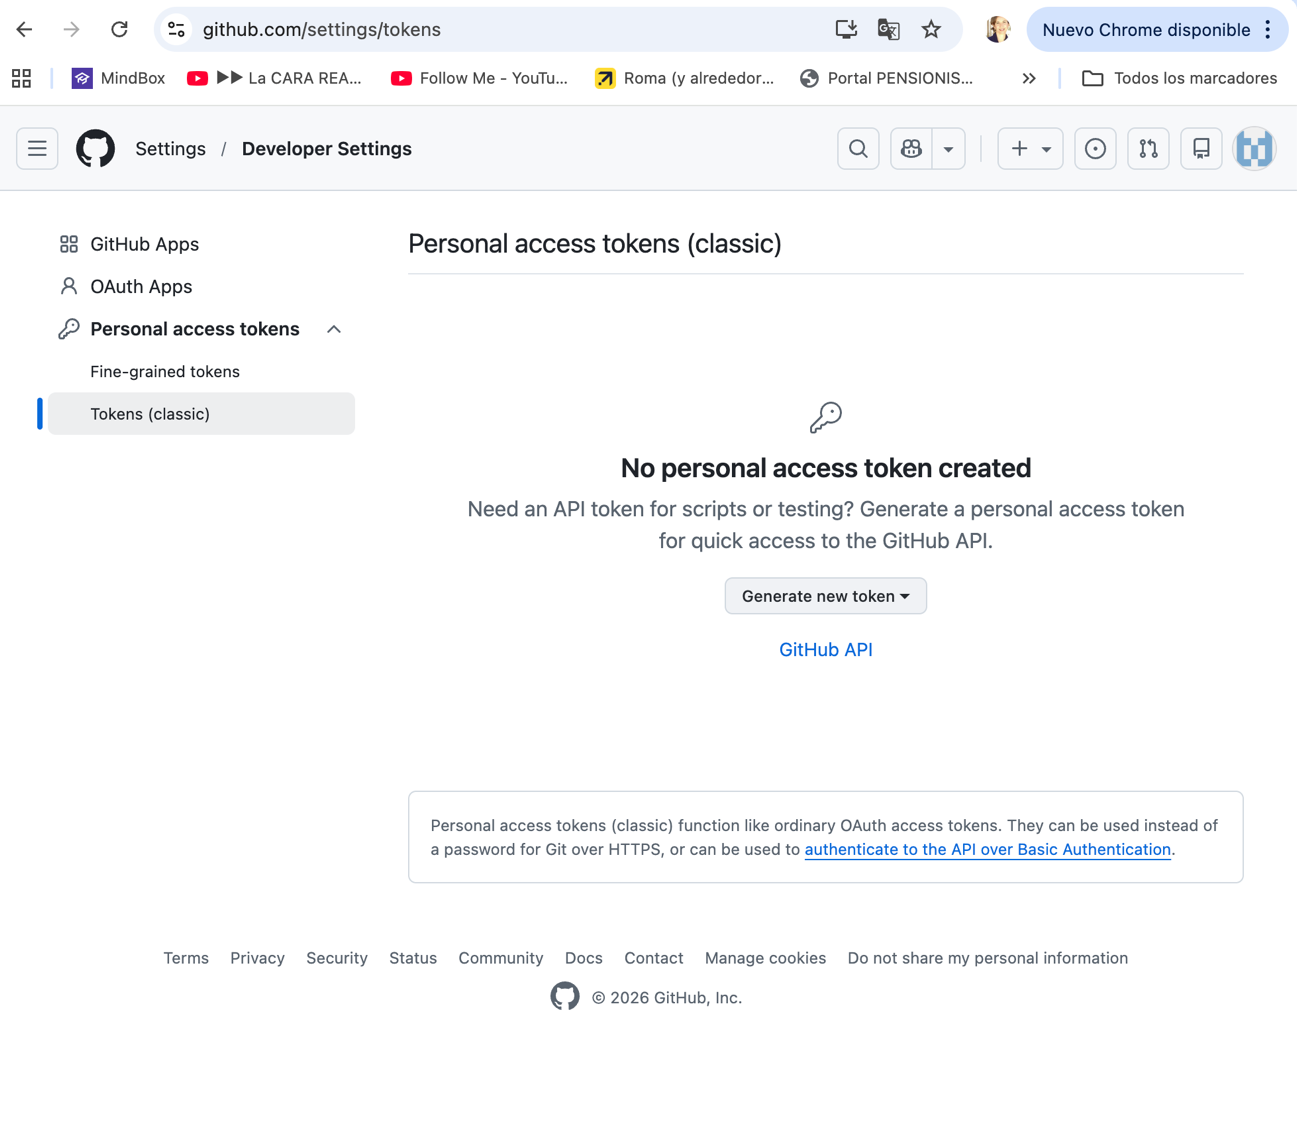 github.com/settings/tokens
Nuevo Chrome disponible
MindBox
▶▶ La CARA REA...
Follow Me - YouTu...
Roma (y alrededor...
Portal PENSIONIS...
»
Todos los marcadores
Settings / Developer Settings
GitHub Apps
OAuth Apps
Personal access tokens
Fine-grained tokens
Tokens (classic)
Personal access tokens (classic)
No personal access token created
Need an API token for scripts or testing? Generate a personal access token
for quick access to the GitHub API.
Generate new token
GitHub API
Personal access tokens (classic) function like ordinary OAuth access tokens. They can be used instead of
a password for Git over HTTPS, or can be used to authenticate to the API over Basic Authentication.
Terms Privacy Security Status Community Docs Contact Manage cookies Do not share my personal information
© 2026 GitHub, Inc.